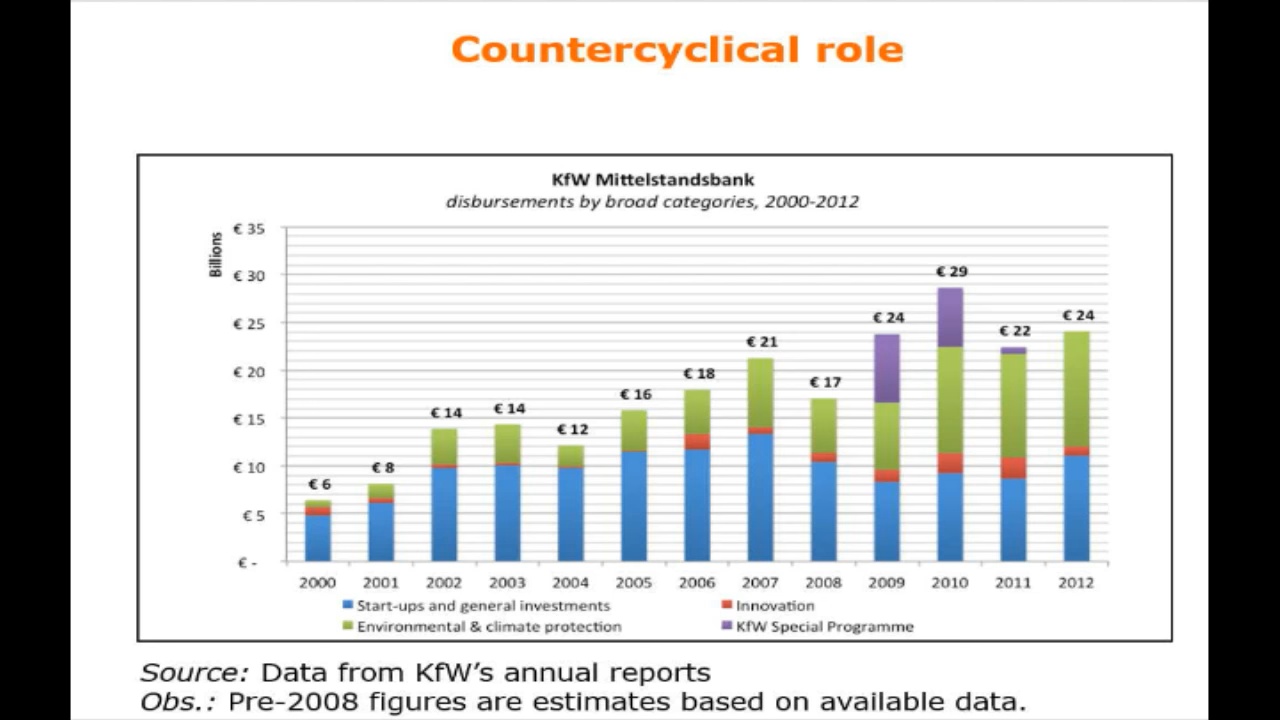 Countercyclical role
KfW Mittelstandsbank
disbursements by broad categories, 2000-2012
Billions
€ 35
€ 30
€ 25
€ 20
€ 15
€ 10
€ 5
€ -
€ 6
€ 8
€ 14
€ 14
€ 12
€ 16
€ 18
€ 21
€ 17
€ 24
€ 29
€ 22
€ 24
2000 2001 2002 2003 2004 2005 2006 2007 2008 2009 2010 2011 2012
Start-ups and general investments Innovation
Environmental & climate protection KfW Special Programme
Source: Data from KfW's annual reports
Obs.: Pre-2008 figures are estimates based on available data.